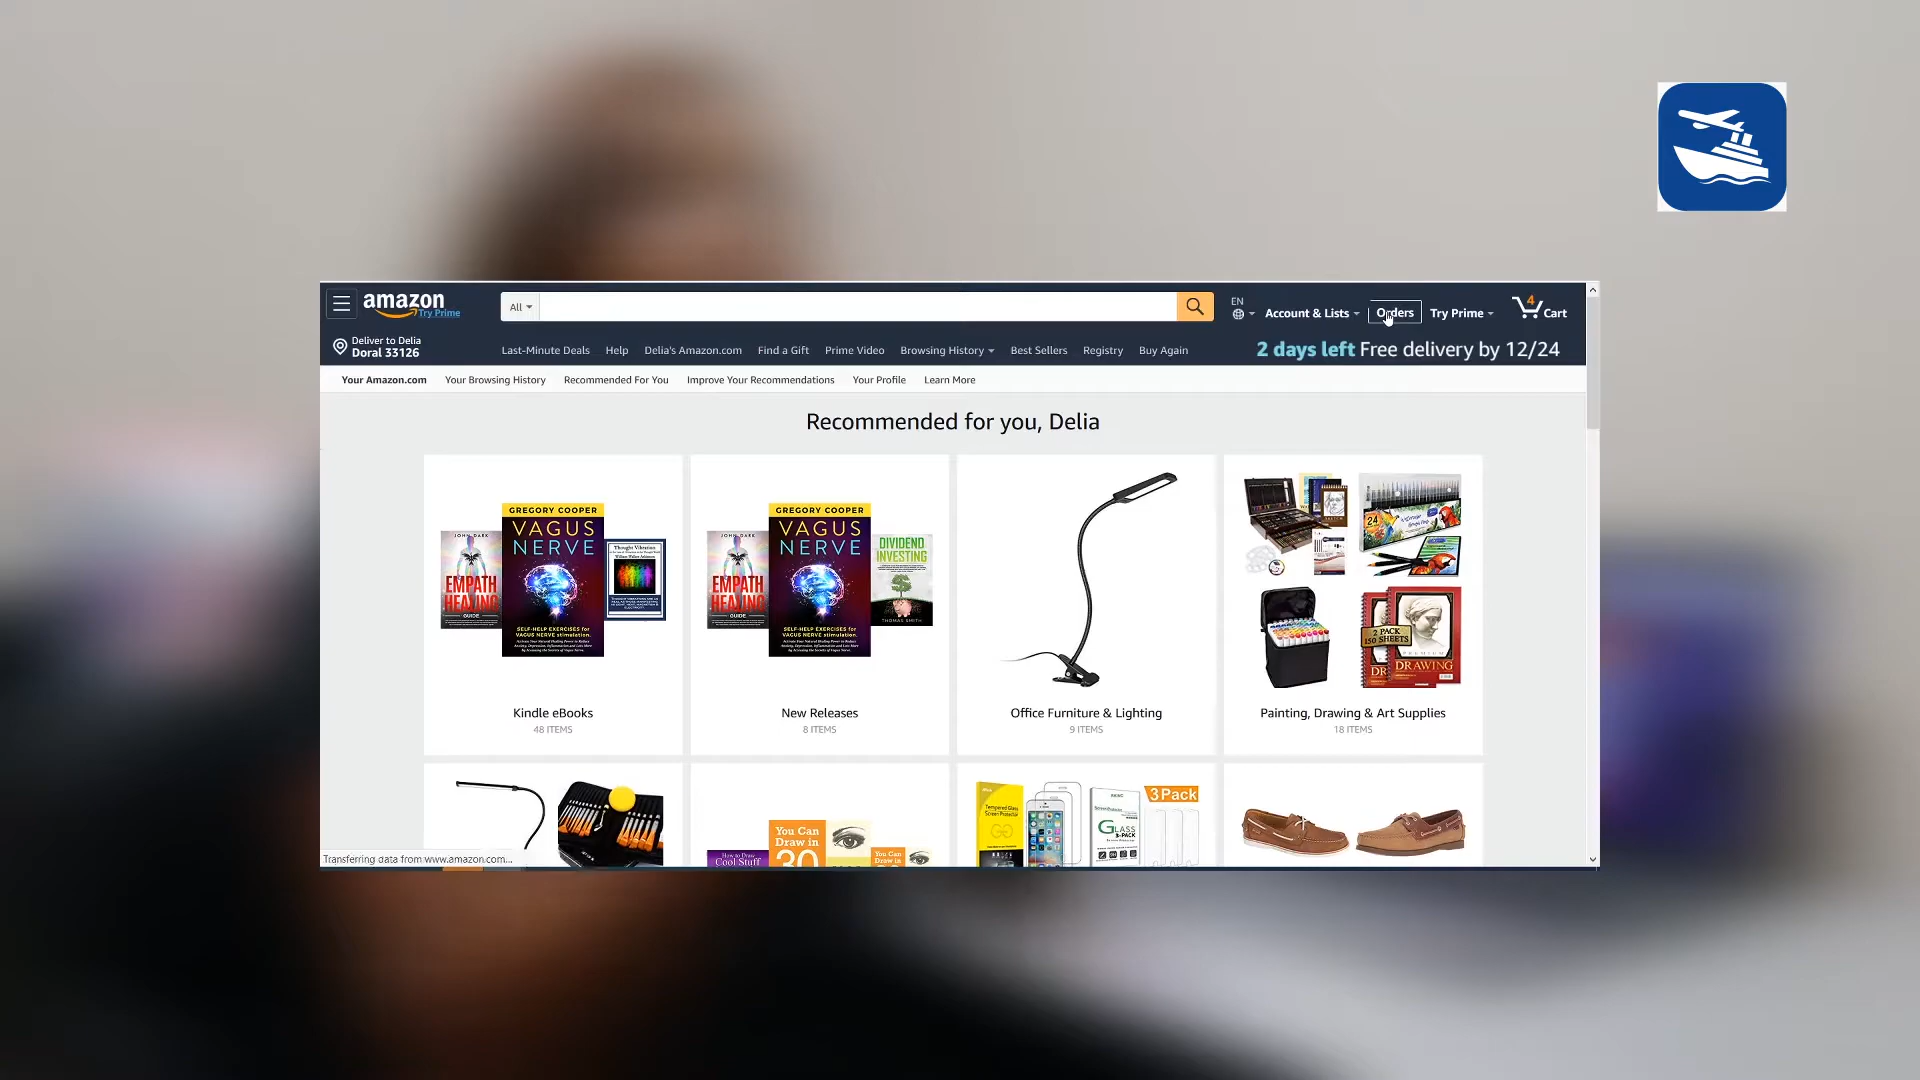 amazon
Try Prime
All
EN
Account & Lists
Orders
Try Prime
4
Cart
Deliver to Delia
Doral 33126
Last-Minute Deals
Help
Delia's Amazon.com
Find a Gift
Prime Video
Browsing History
Best Sellers
Registry
Buy Again
2 days left Free delivery by 12/24
Your Amazon.com
Your Browsing History
Recommended For You
Improve Your Recommendations
Your Profile
Learn More
Recommended for you, Delia
JOHN DARK
EMPATH
HEALING
GUIDE
GREGORY COOPER
VAGUS
NERVE
SELF-HELP EXERCISES for
VAGUS NERVE stimulation.
Thought Vibration
JOHN DARK
EMPATH
HEALING
GUIDE
GREGORY COOPER
VAGUS
NERVE
SELF-HELP EXERCISES for
VAGUS NERVE stimulation.
DIVIDEND
INVESTING
THOMAS SMITH
24
2 PACK
150 SHEETS
DRAWING
Kindle eBooks
48 ITEMS
New Releases
8 ITEMS
Office Furniture & Lighting
9 ITEMS
Painting, Drawing & Art Supplies
18 ITEMS
How to Draw
Cool Stuff
You Can
Draw in
30
You Can
Draw in
Tempered Glass
Screen Protector
Screen Protector
GLASS
3-PACK
3 Pack
Transferring data from www.amazon.com...